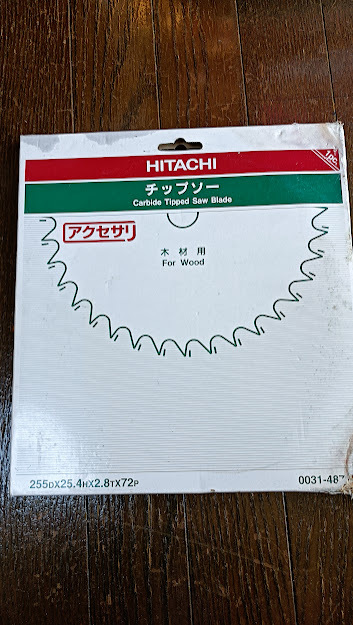 1pc.
HITACHI
チップソー
Carbide Tipped Saw Blade
アクセサリ
木材用
For Wood
255DX25.4HX2.8TX72P